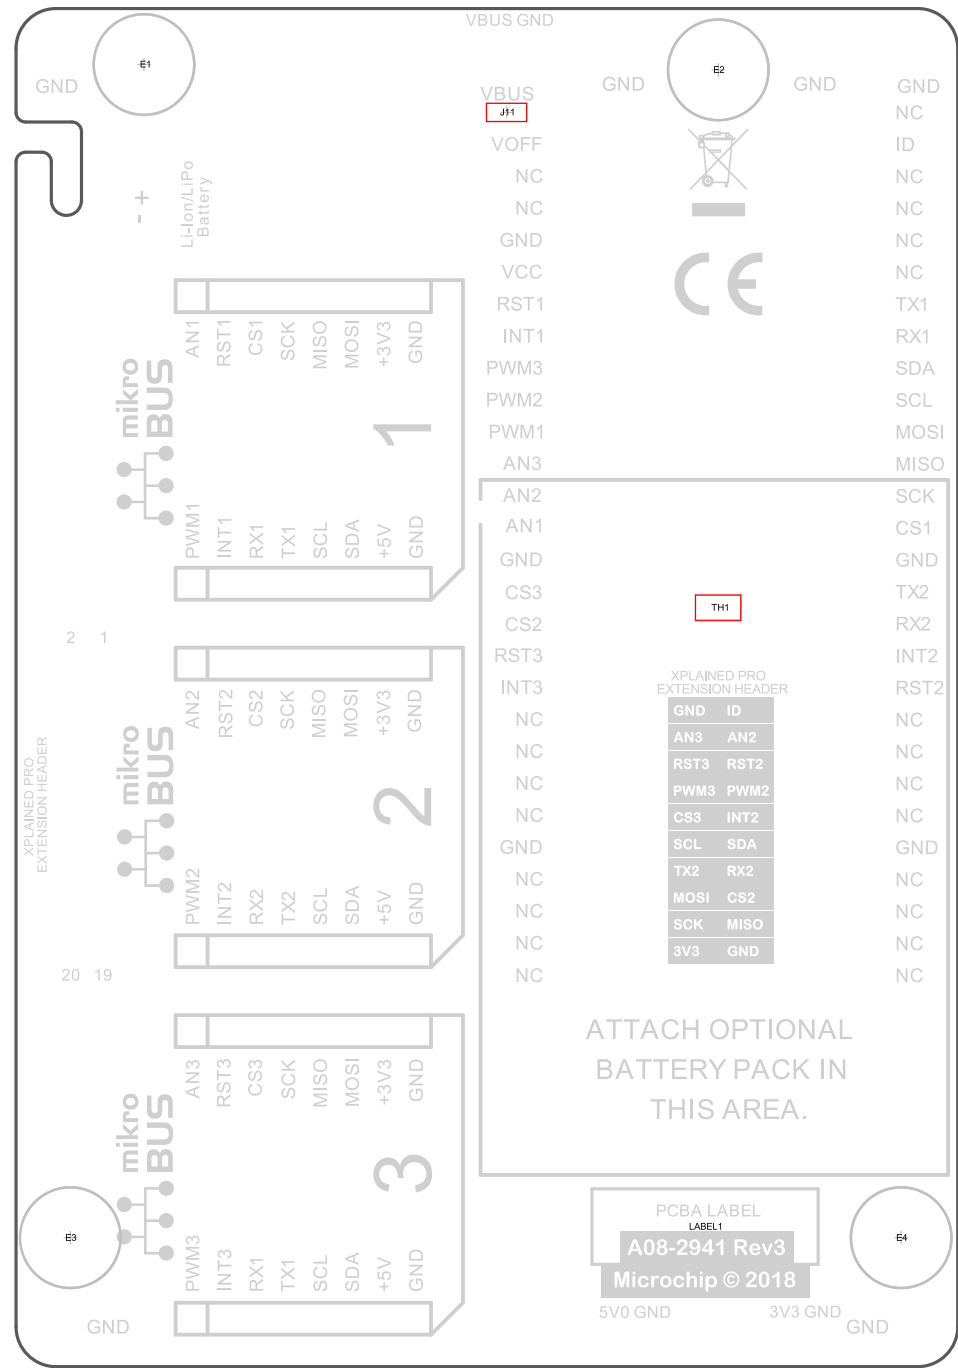 VBUS GND
E1
E2
GND
GND
GND
GND
VBUS
J11
NC
VOFF
ID
NC
NC
NC
NC
GND
NC
VCC
NC
RST1
TX1
INT1
RX1
PWM3
SDA
PWM2
SCL
PWM1
MOSI
AN3
MISO
AN2
SCK
AN1
CS1
GND
GND
CS3
TX2
CS2
RX2
RST3
INT2
INT3
RST2
NC
NC
NC
NC
NC
NC
NC
NC
GND
GND
NC
NC
NC
NC
NC
NC
NC
NC
- +
Li-Ion/LiPo
Battery
CE
AN1 RST1 CS1 SCK MISO MOSI +3V3 GND
mikro
BUS
1
PWM1 INT1 RX1 TX1 SCL SDA +5V GND
2 1
TH1
AN2 RST2 CS2 SCK MISO MOSI +3V3 GND
mikro
BUS
2
PWM2 INT2 RX2 TX2 SCL SDA +5V GND
XPLAINED PRO
EXTENSION HEADER
20 19
XPLAINED PRO
EXTENSION HEADER
GND ID
AN3 AN2
RST3 RST2
PWM3 PWM2
CS3 INT2
SCL SDA
TX2 RX2
MOSI CS2
SCK MISO
3V3 GND
AN3 RST3 CS3 SCK MISO MOSI +3V3 GND
mikro
BUS
3
PWM3 INT3 RX1 TX1 SCL SDA +5V GND
ATTACH OPTIONAL
BATTERY PACK IN
THIS AREA.
E3
E4
PCBA LABEL
LABEL1
A08-2941 Rev3
Microchip © 2018
5V0 GND
3V3 GND
GND
GND